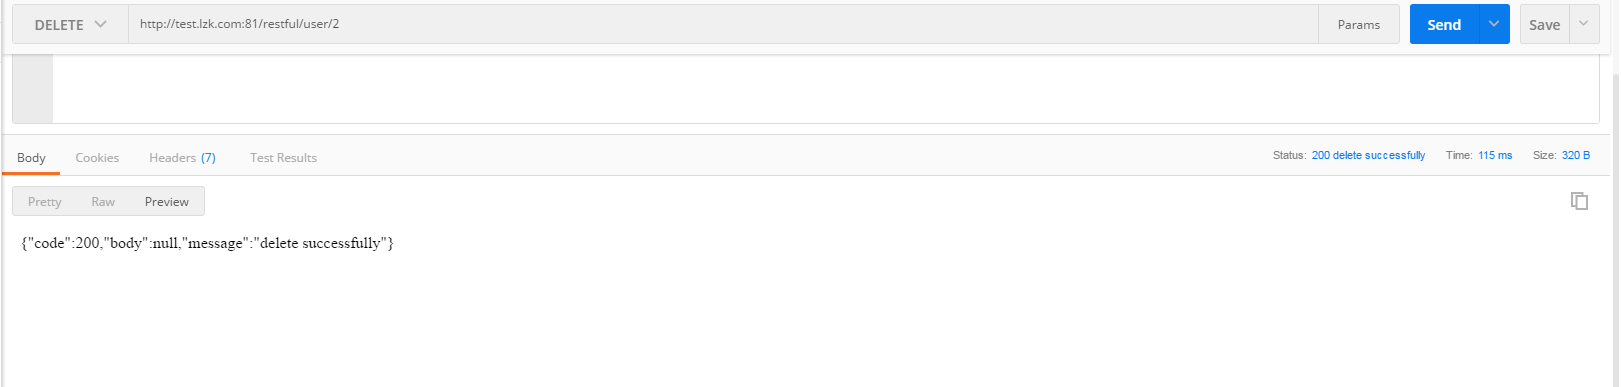 DELETE http://test.lzk.com:81/restful/user/2 Params Send Save
Body Cookies Headers (7) Test Results Status: 200 delete successfully Time: 115 ms Size: 320 B
Pretty Raw Preview
{"code":200,"body":null,"message":"delete successfully"}